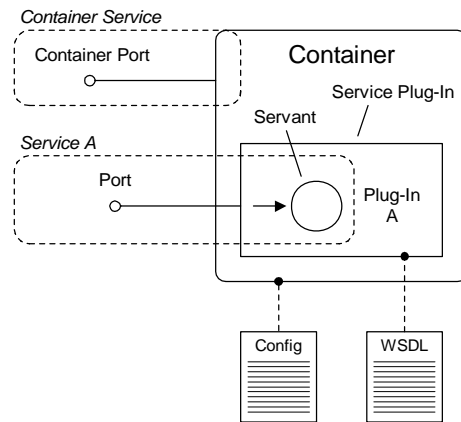 Container Service
Container Port
Container
Service Plug-In
Servant
Service A
Port
Plug-In
A
Config
WSDL